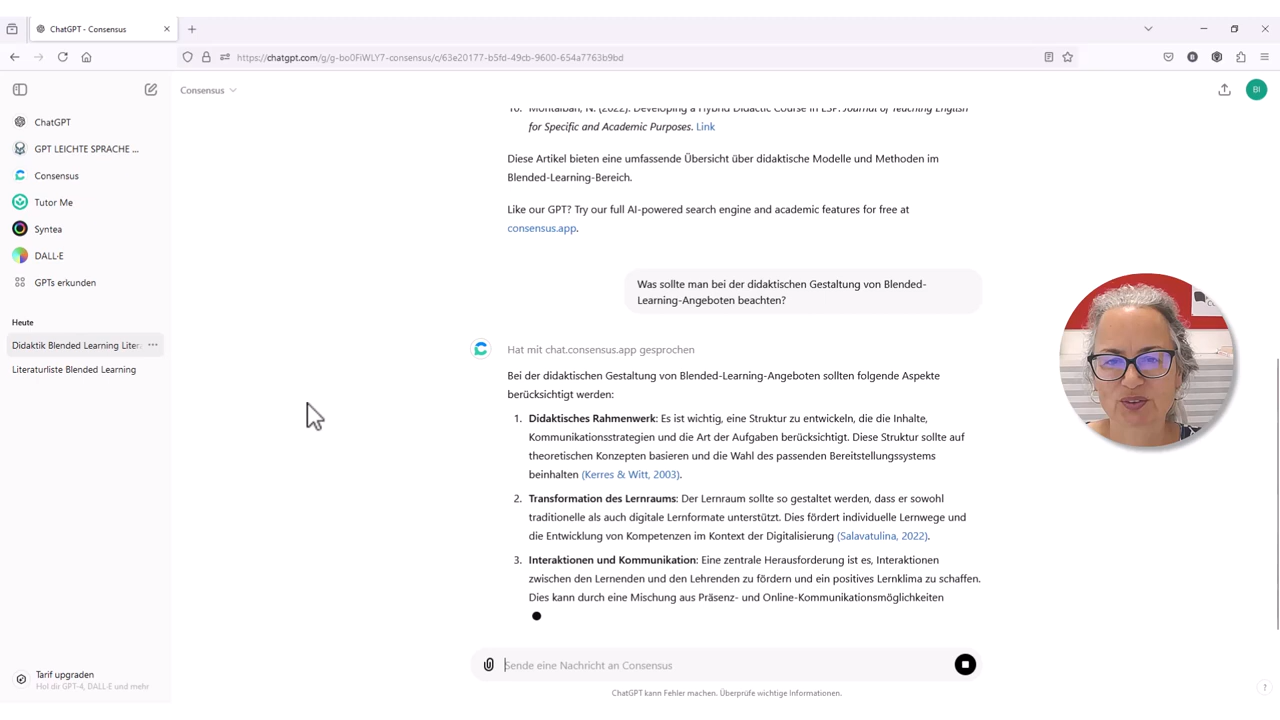 ChatGPT - Consensus
https://chatgpt.com/g/g-bo0FiWLY7-consensus/c/63e20177-b5fd-49cb-9600-654a7763b9bd
ChatGPT
GPT LEICHTE SPRACHE ...
Consensus
Tutor Me
Syntea
DALL·E
GPTs erkunden
Heute
Didaktik Blended Learning Liter
Literaturliste Blended Learning
Tarif upgraden
Hol dir GPT-4, DALL·E und mehr
Consensus
BI
10. Montalban, N. (2022). Developing a Hybrid Didactic Course in ESP. Journal of Teaching English
for Specific and Academic Purposes. Link
Diese Artikel bieten eine umfassende Übersicht über didaktische Modelle und Methoden im
Blended-Learning-Bereich.
Like our GPT? Try our full AI-powered search engine and academic features for free at
consensus.app.
Was sollte man bei der didaktischen Gestaltung von Blended-
Learning-Angeboten beachten?
Hat mit chat.consensus.app gesprochen
Bei der didaktischen Gestaltung von Blended-Learning-Angeboten sollten folgende Aspekte
berücksichtigt werden:
1. Didaktisches Rahmenwerk: Es ist wichtig, eine Struktur zu entwickeln, die die Inhalte,
Kommunikationsstrategien und die Art der Aufgaben berücksichtigt. Diese Struktur sollte auf
theoretischen Konzepten basieren und die Wahl des passenden Bereitstellungssystems
beinhalten (Kerres & Witt, 2003).
2. Transformation des Lernraums: Der Lernraum sollte so gestaltet werden, dass er sowohl
traditionelle als auch digitale Lernformate unterstützt. Dies fördert individuelle Lernwege und
die Entwicklung von Kompetenzen im Kontext der Digitalisierung (Salavatulina, 2022).
3. Interaktionen und Kommunikation: Eine zentrale Herausforderung ist es, Interaktionen
zwischen den Lernenden und den Lehrenden zu fördern und ein positives Lernklima zu schaffen.
Dies kann durch eine Mischung aus Präsenz- und Online-Kommunikationsmöglichkeiten
Sende eine Nachricht an Consensus
ChatGPT kann Fehler machen. Überprüfe wichtige Informationen.
?